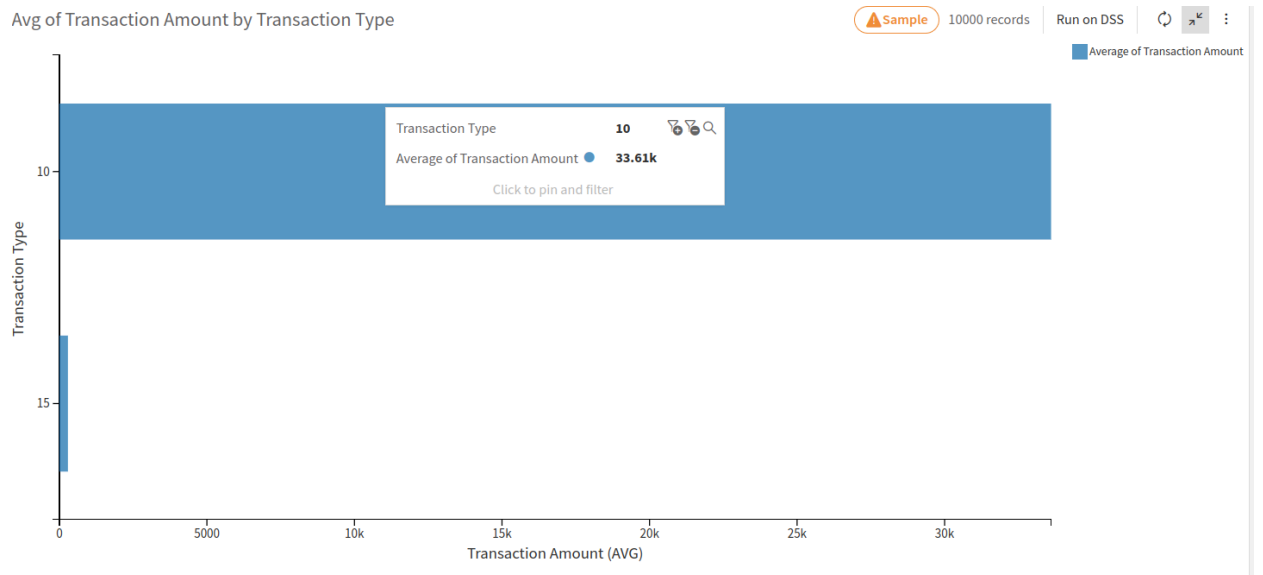 Avg of Transaction Amount by Transaction Type
Sample
10000 records
Run on DSS
Average of Transaction Amount
Transaction Type 10
Average of Transaction Amount 33.61k
Click to pin and filter
Transaction Type
10
15
0 5000 10k 15k 20k 25k 30k
Transaction Amount (AVG)